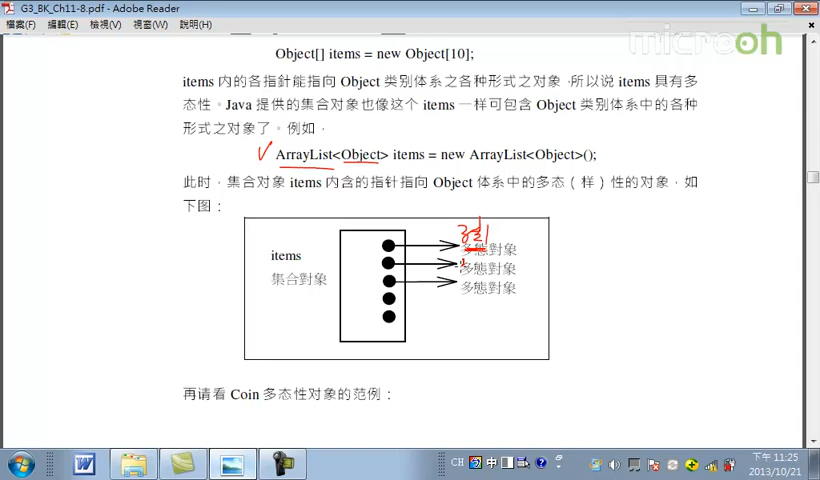 G3_BK_Ch11-8.pdf - Adobe Reader
檔案(F) 編輯(E) 檢視(V) 視窗(W) 說明(H)
microoh
Object[] items = new Object[10];
items 内的各指針能指向 Object 类别体系之各种形式之对象，所以说 items 具有多
态性。Java 提供的集合对象也像这个 items 一样可包含 Object 类别体系中的各种
形式之对象了。例如，
ArrayList<Object> items = new ArrayList<Object>();
此时，集合对象 items 内含的指针指向 Object 体系中的多态（样）性的对象，如
下图：
items
集合對象
多態對象
多態對象
多態對象
再请看 Coin 多态性对象的范例：
CH 中
下午 11:25
2013/10/21